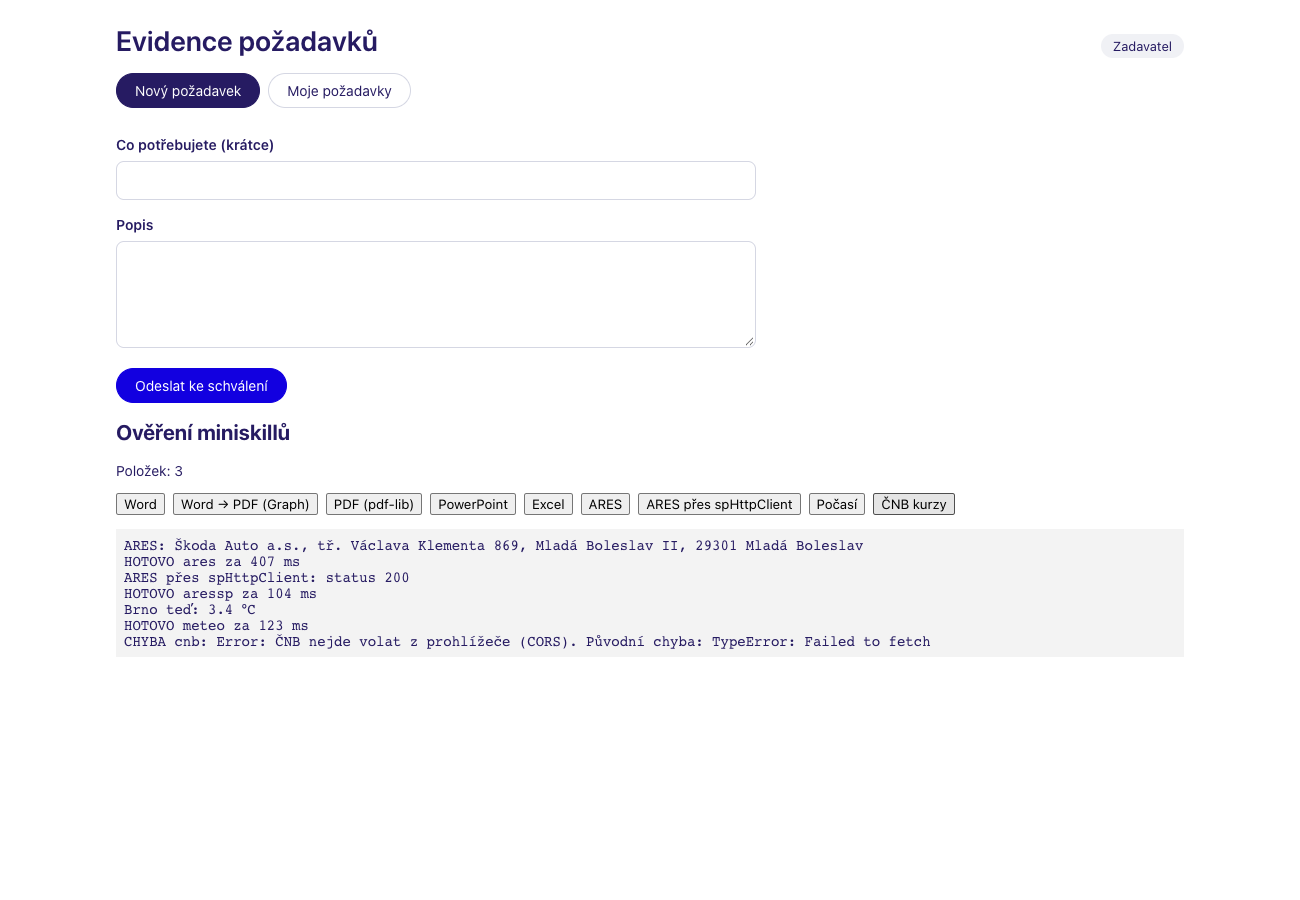 Evidence požadavků
Zadavatel
Nový požadavek
Moje požadavky
Co potřebujete (krátce)
Popis
Odeslat ke schválení
Ověření miniskillů
Položek: 3
Word
Word → PDF (Graph)
PDF (pdf-lib)
PowerPoint
Excel
ARES
ARES přes spHttpClient
Počasí
ČNB kurzy
ARES: Škoda Auto a.s., tř. Václava Klementa 869, Mladá Boleslav II, 29301 Mladá Boleslav
HOTOVO ares za 407 ms
ARES přes spHttpClient: status 200
HOTOVO aressp za 104 ms
Brno teď: 3.4 °C
HOTOVO meteo za 123 ms
CHYBA cnb: Error: ČNB nejde volat z prohlížeče (CORS). Původní chyba: TypeError: Failed to fetch